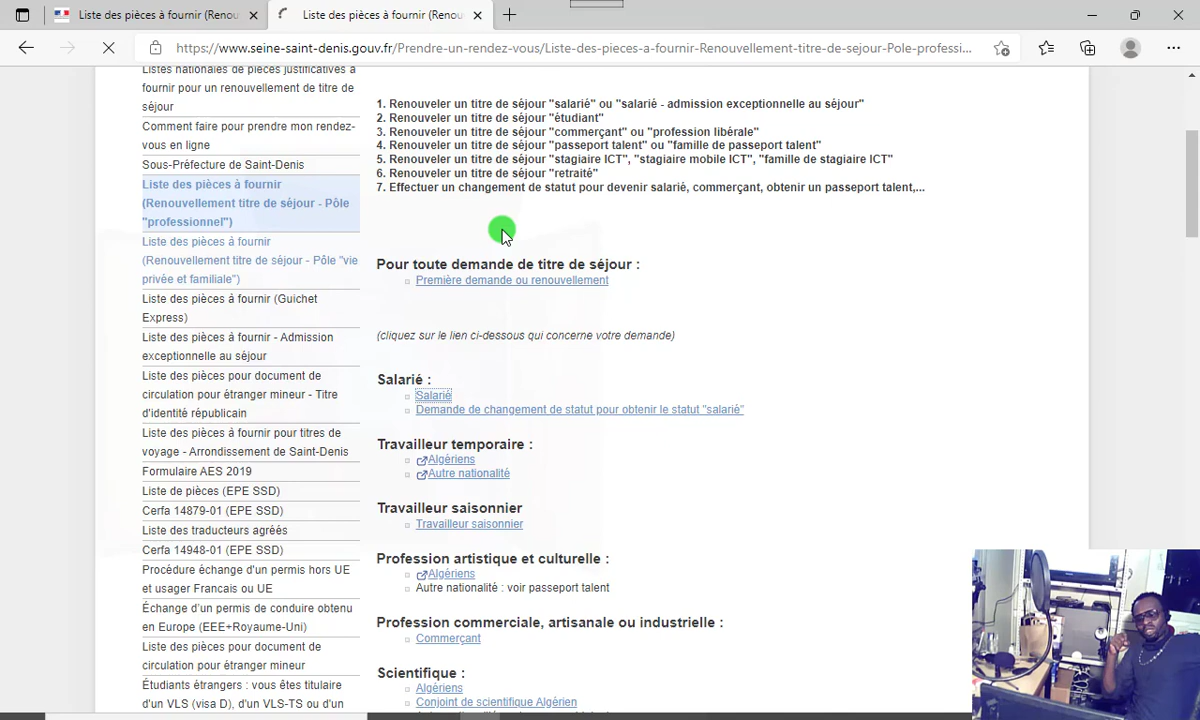 Liste des pièces à fournir (Renou
Liste des pièces à fournir (Renou
https://www.seine-saint-denis.gouv.fr/Prendre-un-rendez-vous/Liste-des-pieces-a-fournir-Renouvellement-titre-de-sejour-Pole-professi...
Listes nationales de pièces justificatives à
fournir pour un renouvellement de titre de
séjour
Comment faire pour prendre mon rendez-
vous en ligne
Sous-Préfecture de Saint-Denis
Liste des pièces à fournir
(Renouvellement titre de séjour - Pôle
"professionnel")
Liste des pièces à fournir
(Renouvellement titre de séjour - Pôle "vie
privée et familiale")
Liste des pièces à fournir (Guichet
Express)
Liste des pièces à fournir - Admission
exceptionnelle au séjour
Liste des pièces pour document de
circulation pour étranger mineur - Titre
d'identité républicain
Liste des pièces à fournir pour titres de
voyage - Arrondissement de Saint-Denis
Formulaire AES 2019
Liste de pièces (EPE SSD)
Cerfa 14879-01 (EPE SSD)
Liste des traducteurs agréés
Cerfa 14948-01 (EPE SSD)
Procédure échange d'un permis hors UE
et usager Francais ou UE
Échange d'un permis de conduire obtenu
en Europe (EEE+Royaume-Uni)
Liste des pièces pour document de
circulation pour étranger mineur
Étudiants étrangers : vous êtes titulaire
d'un VLS (visa D), d'un VLS-TS ou d'un
1. Renouveler un titre de séjour "salarié" ou "salarié - admission exceptionnelle au séjour"
2. Renouveler un titre de séjour "étudiant"
3. Renouveler un titre de séjour "commerçant" ou "profession libérale"
4. Renouveler un titre de séjour "passeport talent" ou "famille de passeport talent"
5. Renouveler un titre de séjour "stagiaire ICT", "stagiaire mobile ICT", "famille de stagiaire ICT"
6. Renouveler un titre de séjour "retraité"
7. Effectuer un changement de statut pour devenir salarié, commerçant, obtenir un passeport talent,...
Pour toute demande de titre de séjour :
Première demande ou renouvellement
(cliquez sur le lien ci-dessous qui concerne votre demande)
Salarié :
Salarié
Demande de changement de statut pour obtenir le statut "salarié"
Travailleur temporaire :
Algériens
Autre nationalité
Travailleur saisonnier
Travailleur saisonnier
Profession artistique et culturelle :
Algériens
Autre nationalité : voir passeport talent
Profession commerciale, artisanale ou industrielle :
Commerçant
Scientifique :
Algériens
Conjoint de scientifique Algérien